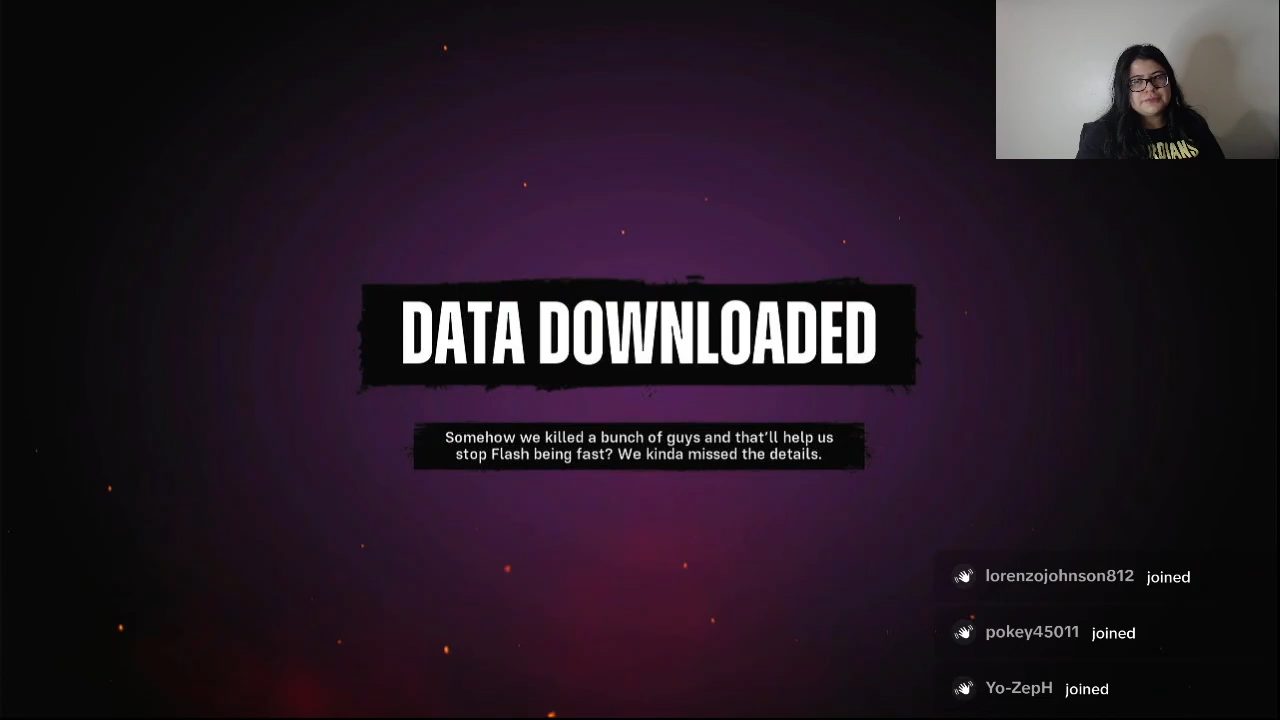 DATA DOWNLOADED
Somehow we killed a bunch of guys and that'll help us
stop Flash being fast? We kinda missed the details.
lorenzojohnson812 joined
pokey45011 joined
Yo-ZepH joined